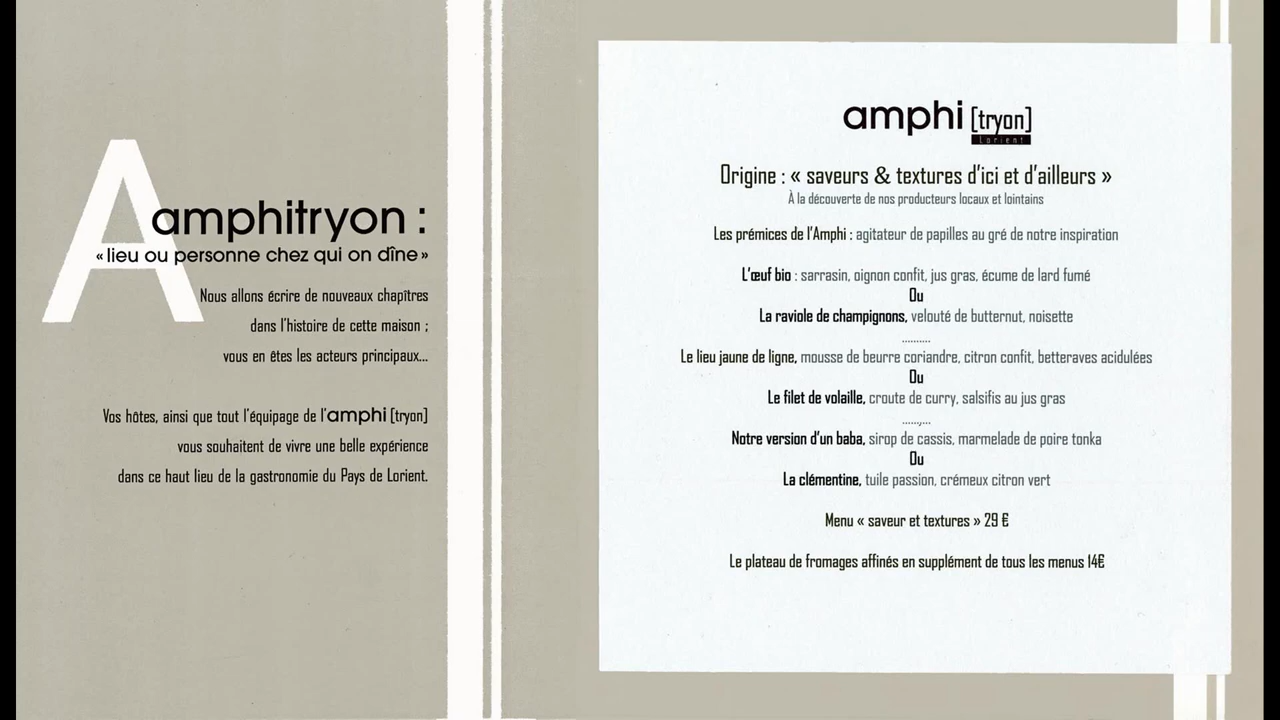 A
amphitryon :
« lieu ou personne chez qui on dîne »
Nous allons écrire de nouveaux chapîtres
dans l'histoire de cette maison ;
vous en êtes les acteurs principaux...
Vos hôtes, ainsi que tout l'équipage de l'amphi [tryon]
vous souhaitent de vivre une belle expérience
dans ce haut lieu de la gastronomie du Pays de Lorient.
amphi [tryon]
Lorient
Origine : « saveurs & textures d'ici et d'ailleurs »
À la découverte de nos producteurs locaux et lointains
Les prémices de l'Amphi : agitateur de papilles au gré de notre inspiration
L'œuf bio : sarrasin, oignon confit, jus gras, écume de lard fumé
Ou
La raviole de champignons, velouté de butternut, noisette
..........
Le lieu jaune de ligne, mousse de beurre coriandre, citron confit, betteraves acidulées
Ou
Le filet de volaille, croute de curry, salsifis au jus gras
..........
Notre version d'un baba, sirop de cassis, marmelade de poire tonka
Ou
La clémentine, tuile passion, crémeux citron vert
Menu « saveur et textures » 29 €
Le plateau de fromages affinés en supplément de tous les menus 14€